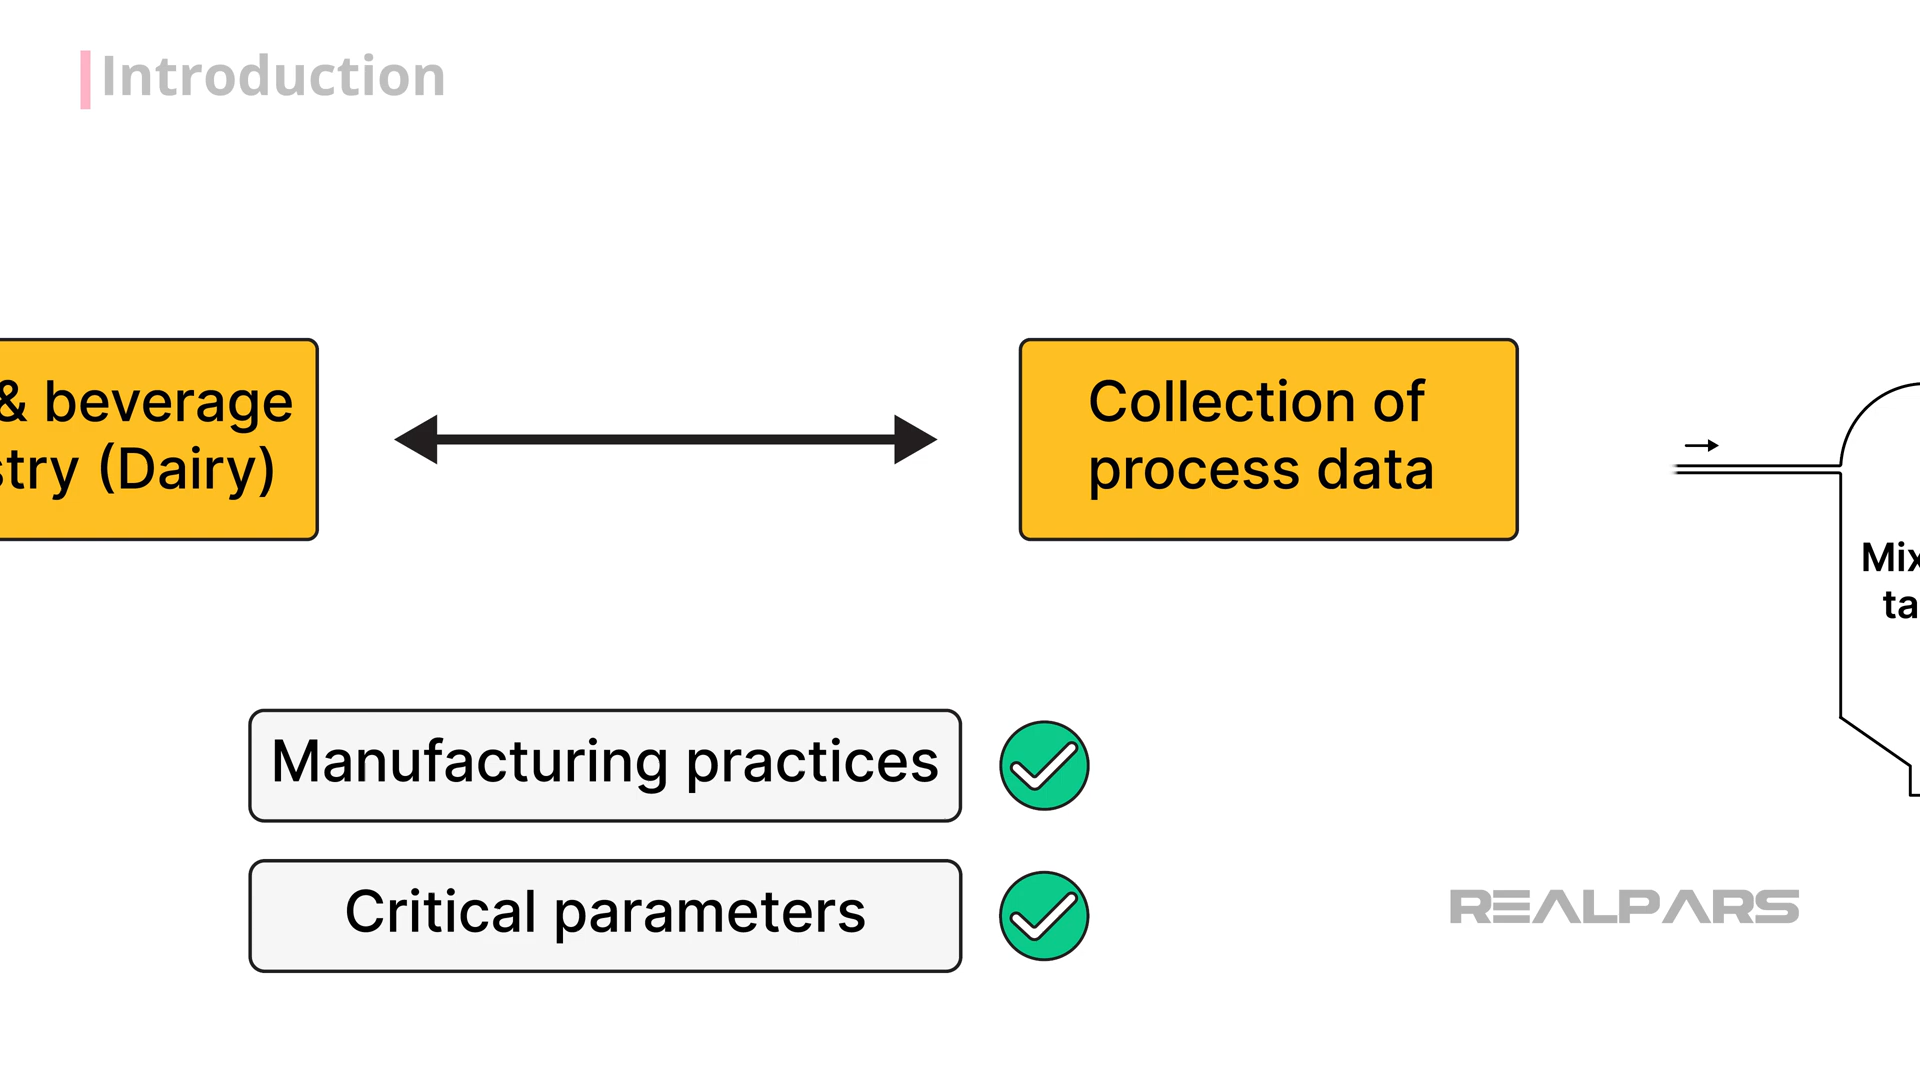 Introduction
& beverage
stry (Dairy)
Collection of
process data
Mix
ta
Manufacturing practices
Critical parameters
REALPARS